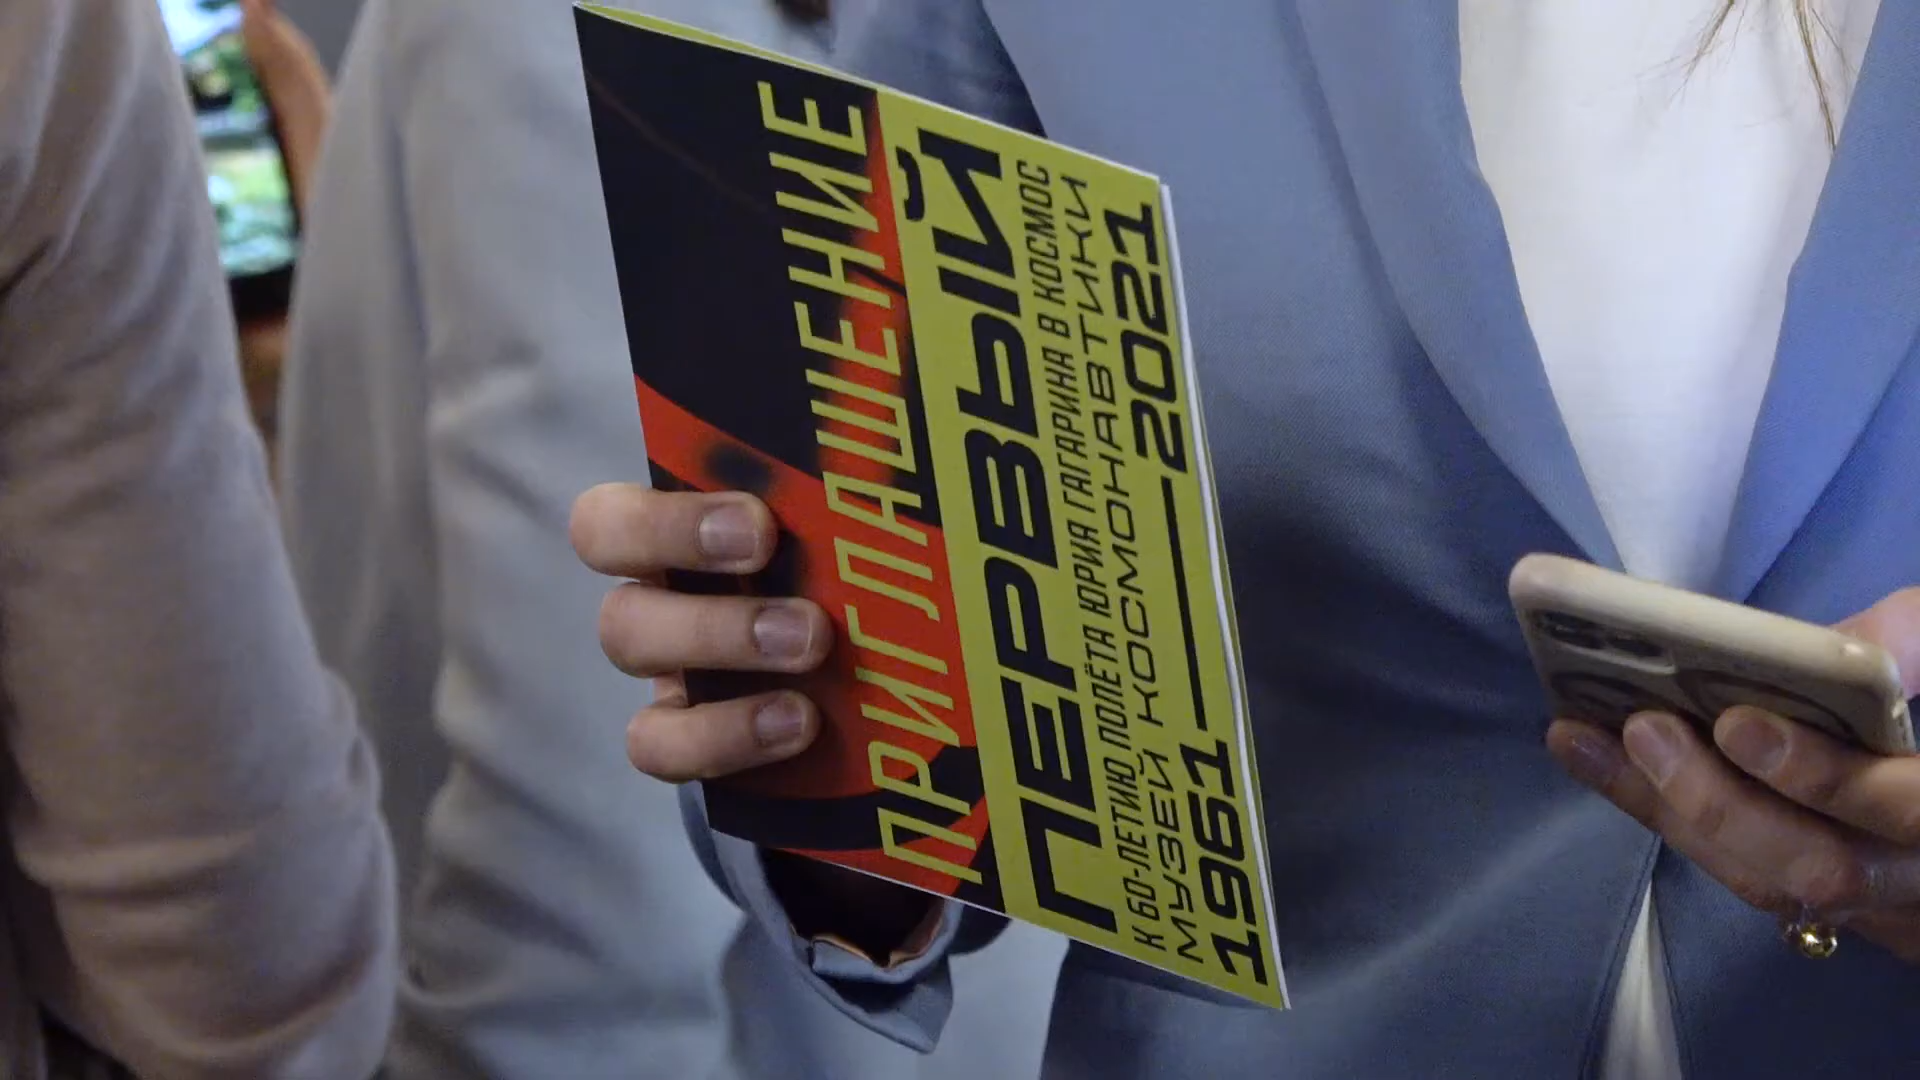 ПРИГЛАШЕНИЕ
ПЕРВЫЙ
К 60-ЛЕТИЮ ПОЛЁТА ЮРИЯ ГАГАРИНА В КОСМОС
МУЗЕЙ КОСМОНАВТИКИ
1961 — 2021